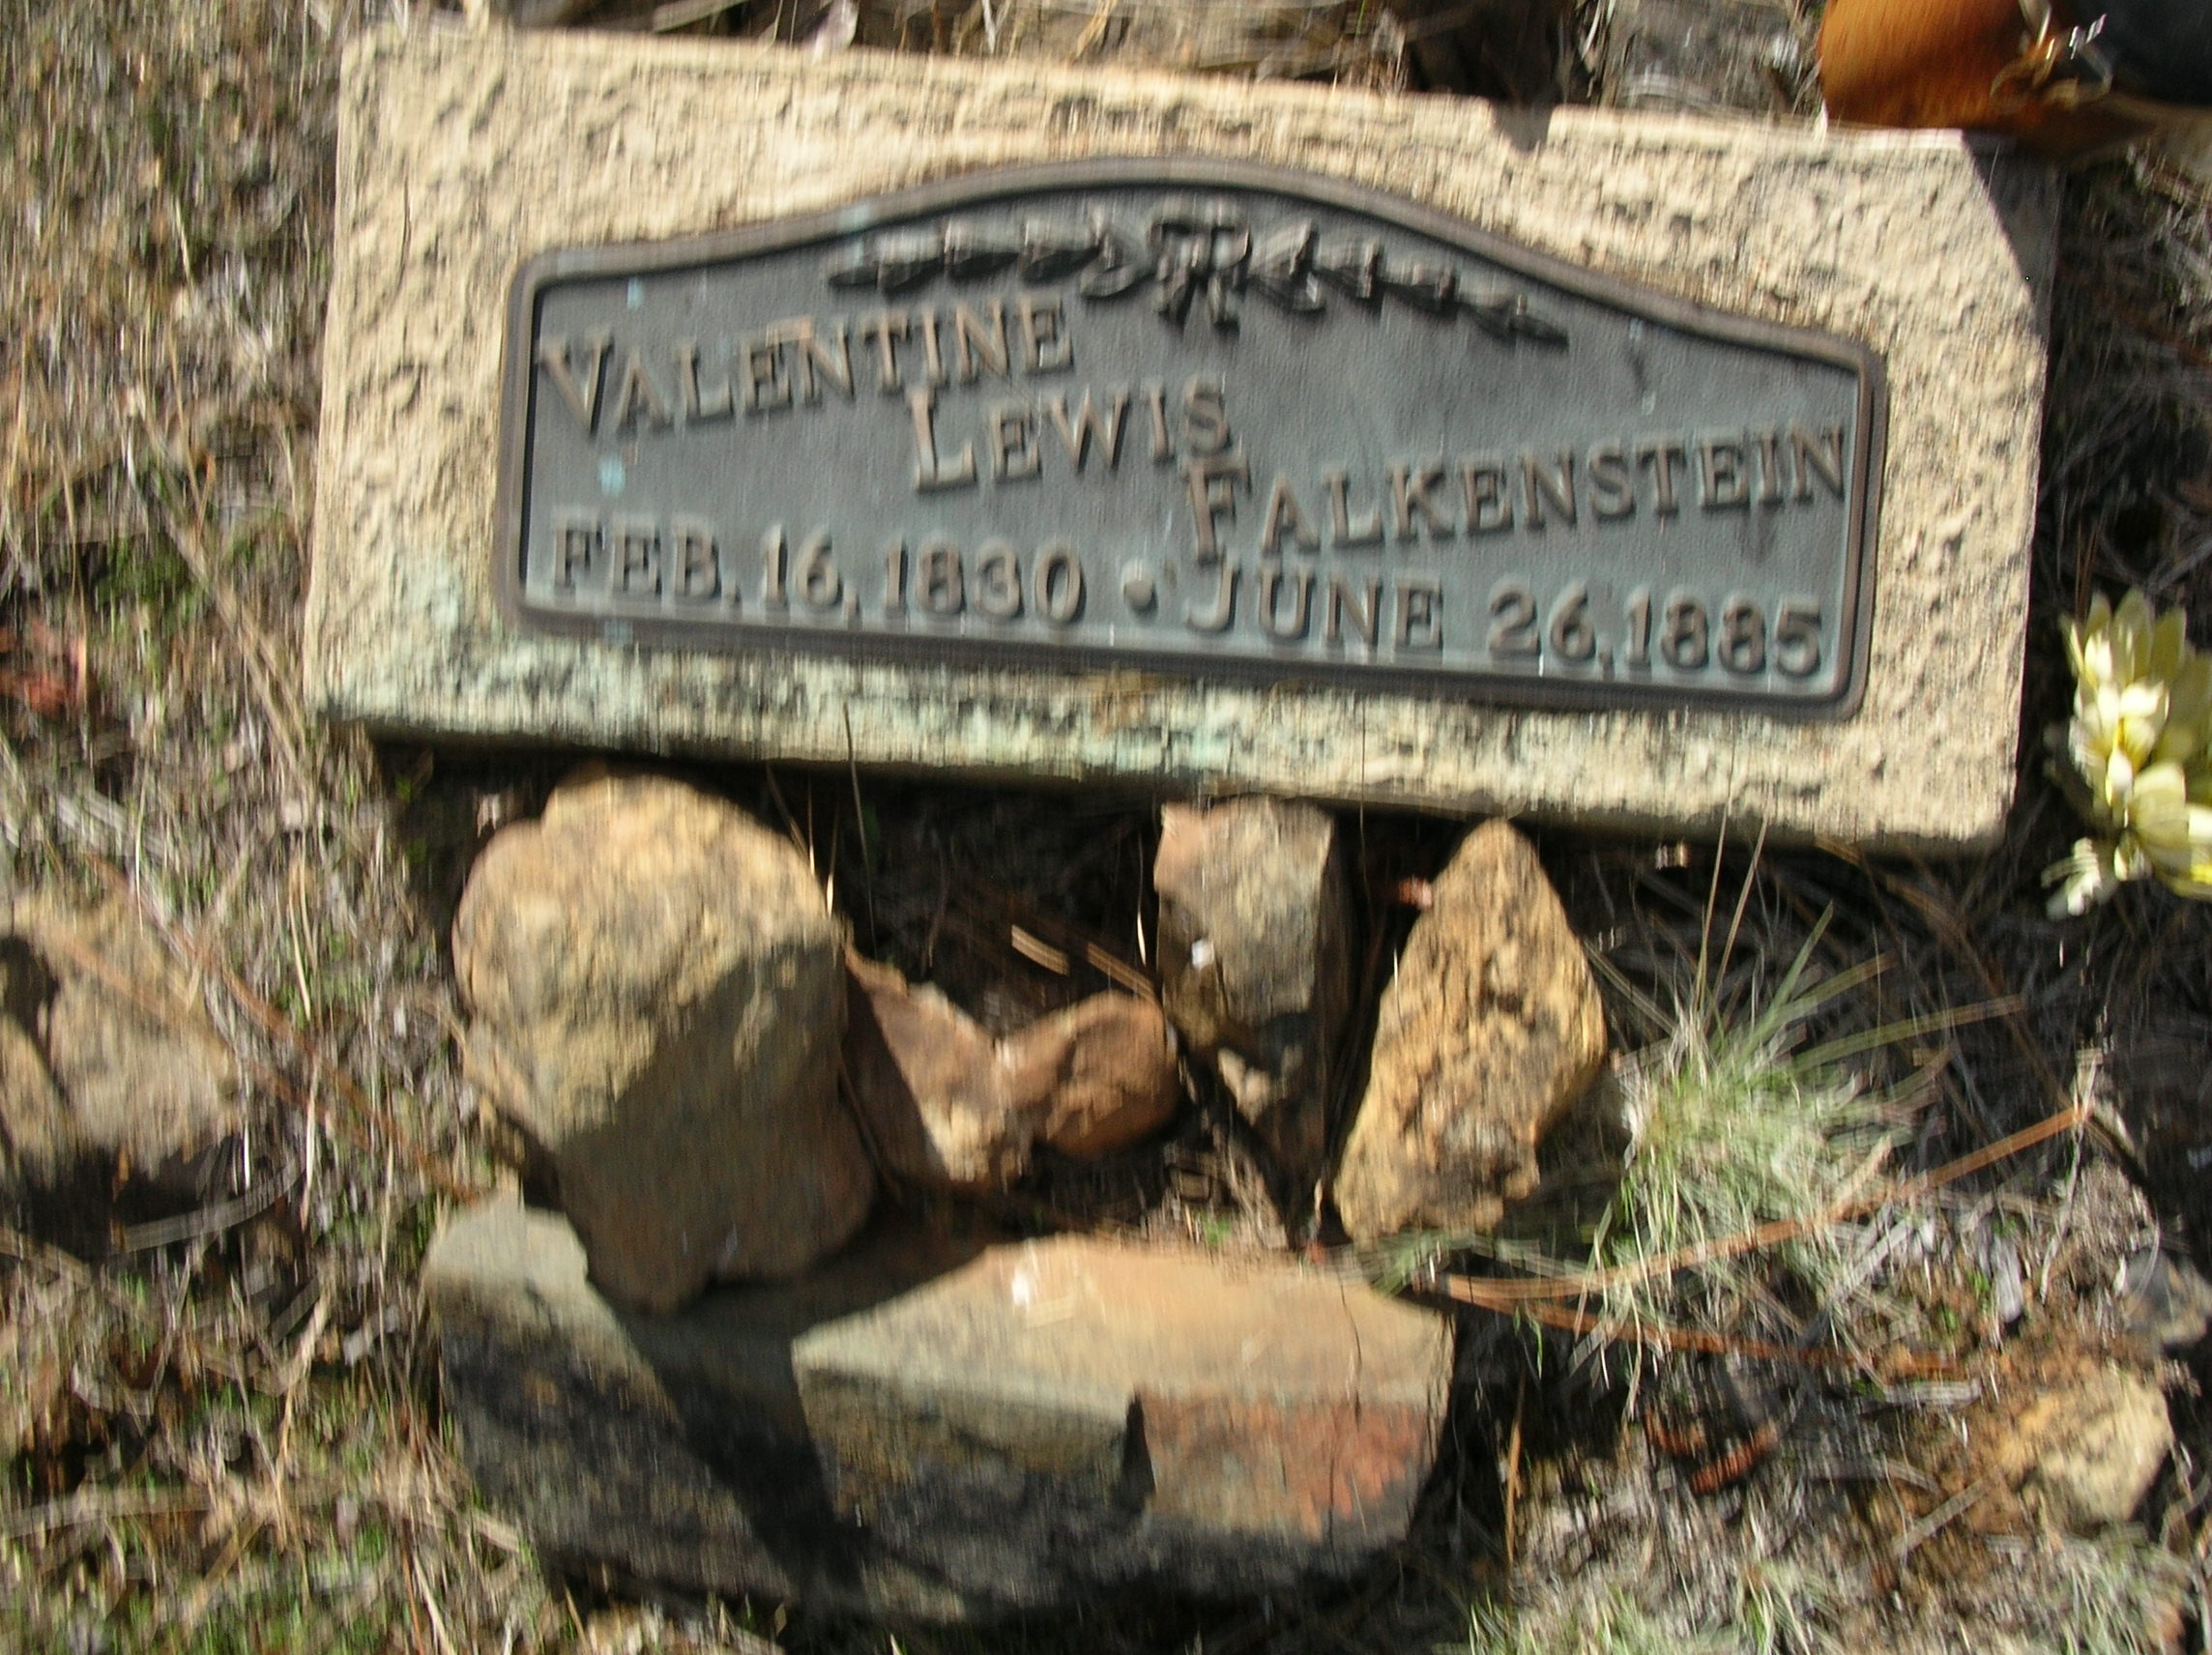 VALENTINE
LEWIS
FALKENSTEIN
FEB. 16, 1830 • JUNE 26, 1885